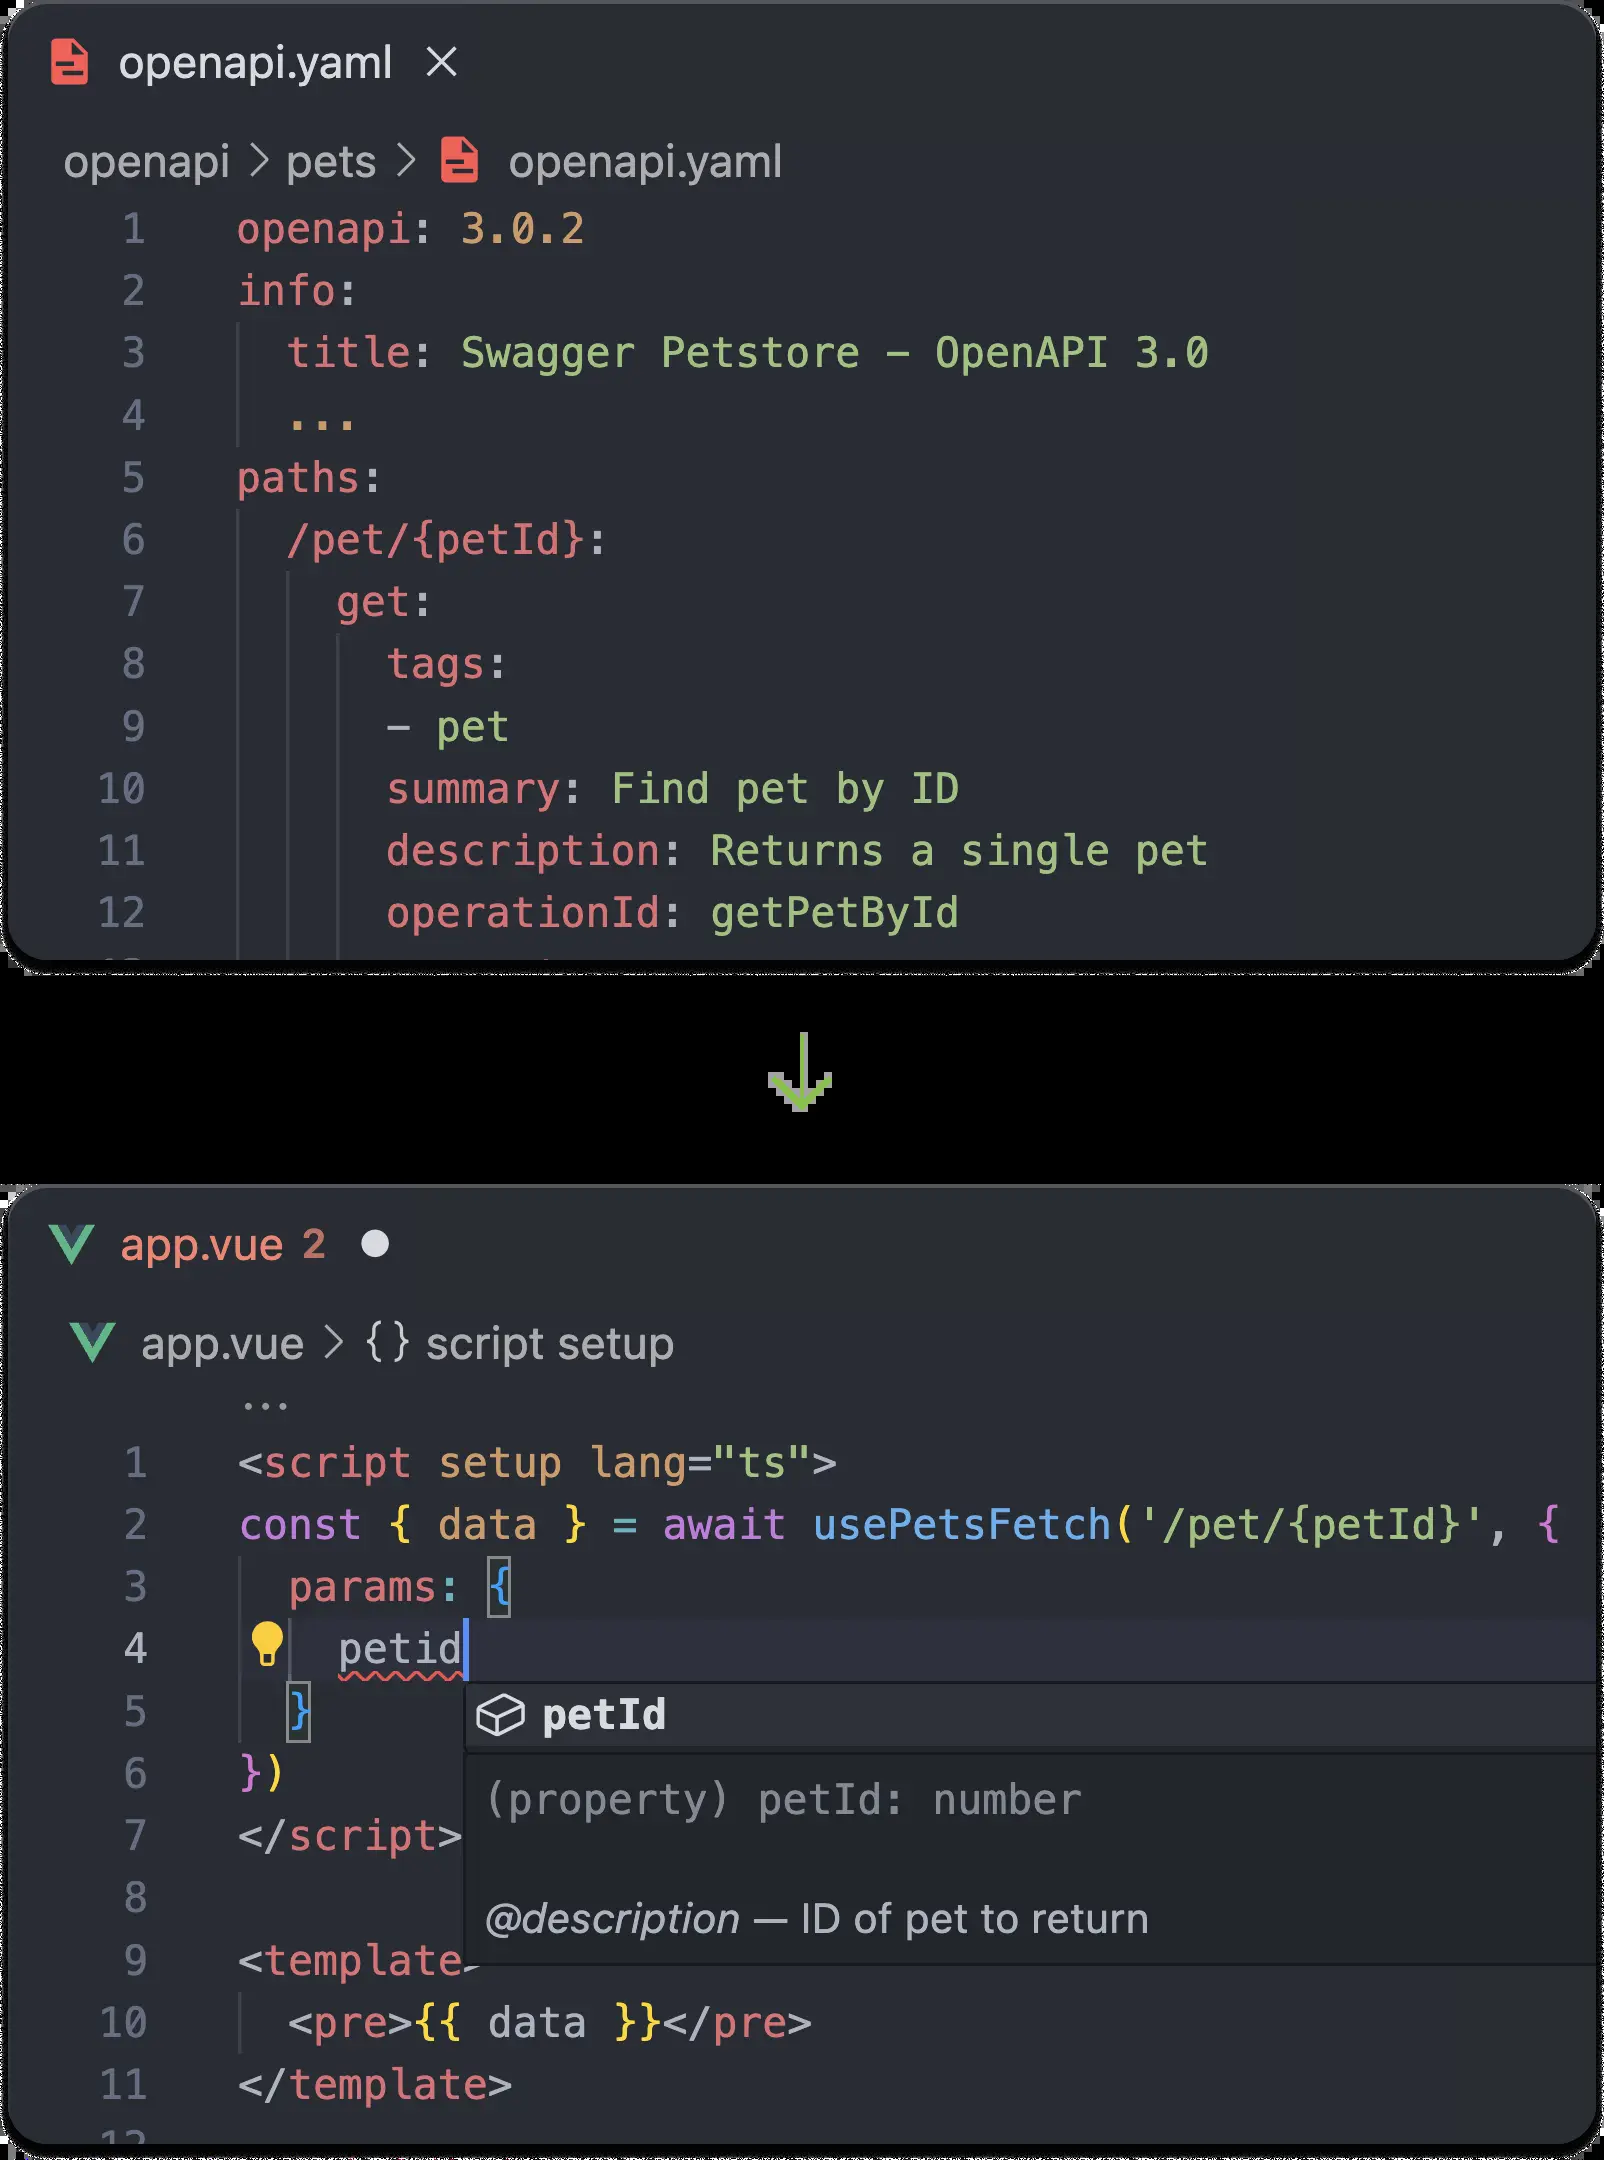 openapi.yaml
openapi > pets > openapi.yaml
1 openapi: 3.0.2
2 info:
3 title: Swagger Petstore - OpenAPI 3.0
4 ...
5 paths:
6 /pet/{petId}:
7 get:
8 tags:
9 - pet
10 summary: Find pet by ID
11 description: Returns a single pet
12 operationId: getPetById
app.vue 2
app.vue > {} script setup
...
1 <script setup lang="ts">
2 const { data } = await usePetsFetch('/pet/{petId}', {
3 params: {
4 petid
5 }
petId
6 })
(property) petId: number
7 </script>
8
@description — ID of pet to return
9 <template>
10 <pre>{{ data }}</pre>
11 </template>